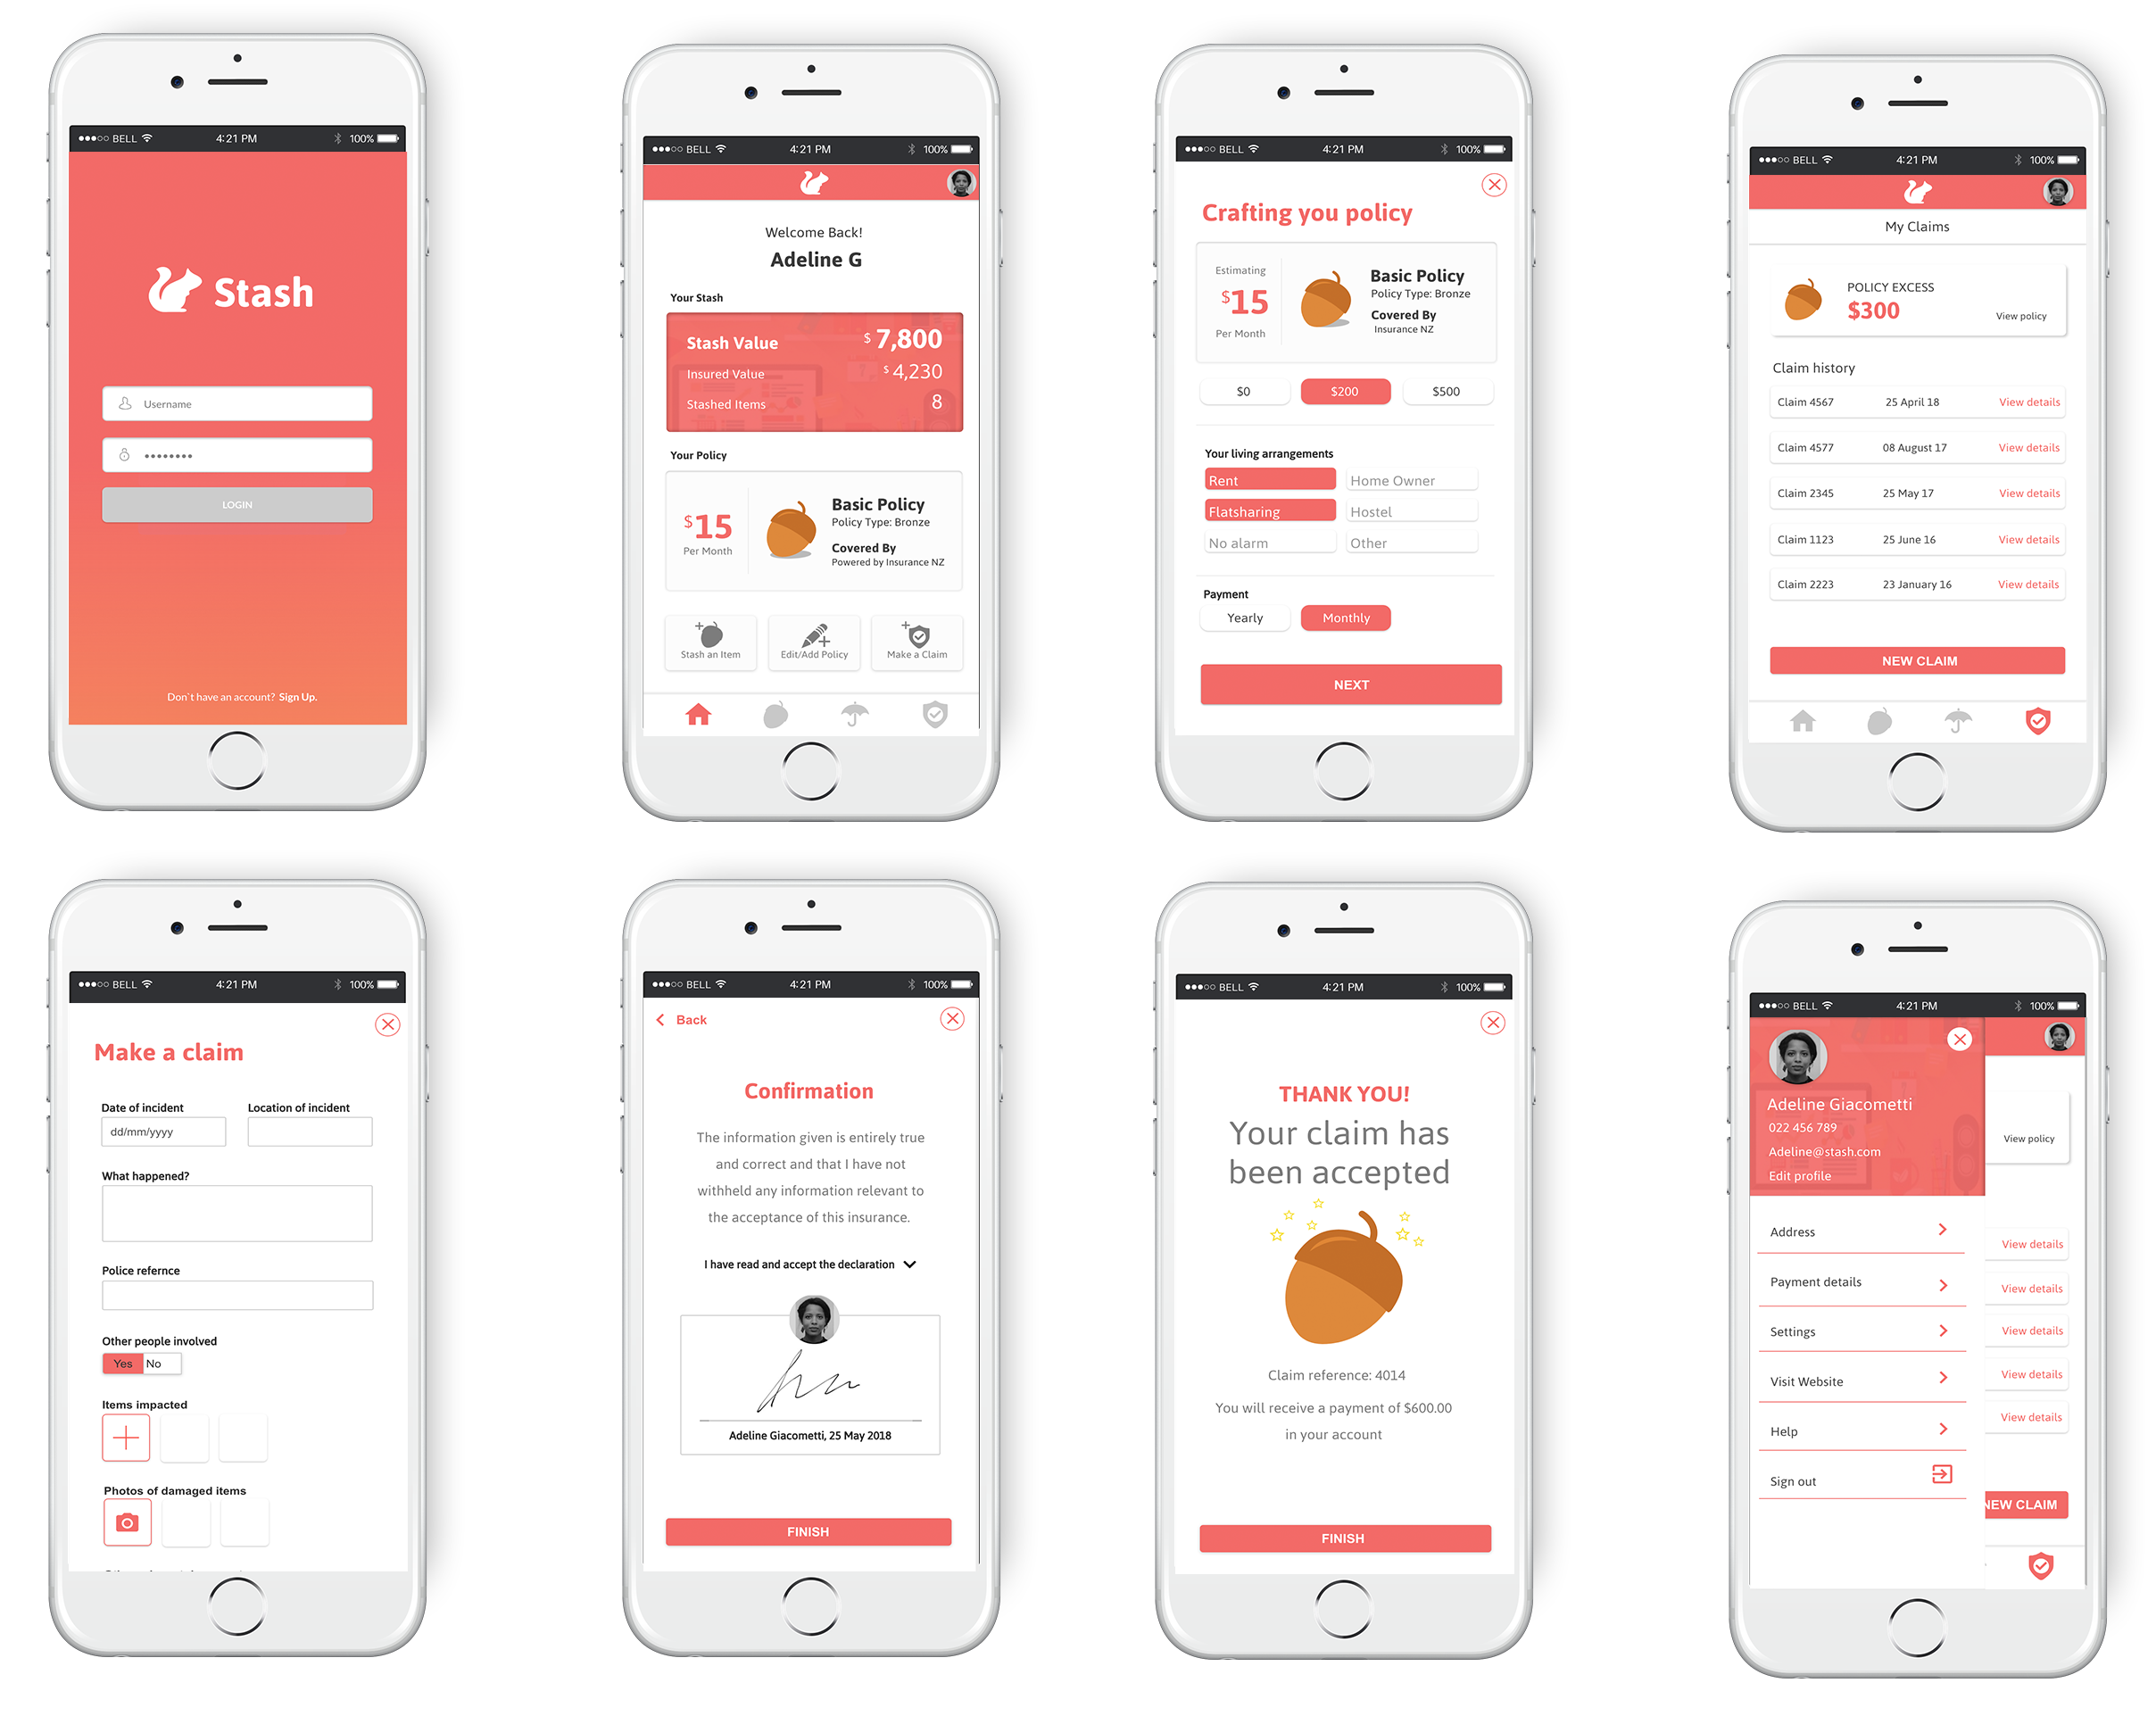 ●●●○○ BELL 4:21 PM 100%
Stash
Username
••••••••
LOGIN
Don´t have an account? Sign Up.
●●●○○ BELL 4:21 PM 100%
Welcome Back!
Adeline G
Your Stash
Stash Value $ 7,800
Insured Value $ 4,230
Stashed Items 8
Your Policy
$15
Per Month
Basic Policy
Policy Type: Bronze
Covered By
Powered by Insurance NZ
Stash an Item Edit/Add Policy Make a Claim
●●●○○ BELL 4:21 PM 100%
Crafting you policy
Estimating
$15
Per Month
Basic Policy
Policy Type: Bronze
Covered By
Insurance NZ
$0 $200 $500
Your living arrangements
Rent Home Owner
Flatsharing Hostel
No alarm Other
Payment
Yearly Monthly
NEXT
●●●○○ BELL 4:21 PM 100%
My Claims
POLICY EXCESS
$300
View policy
Claim history
Claim 4567 25 April 18 View details
Claim 4577 08 August 17 View details
Claim 2345 25 May 17 View details
Claim 1123 25 June 16 View details
Claim 2223 23 January 16 View details
NEW CLAIM
●●●○○ BELL 4:21 PM 100%
Make a claim
Date of incident Location of incident
dd/mm/yyyy
What happened?
Police refernce
Other people involved
Yes No
Items impacted
Photos of damaged items
●●●○○ BELL 4:21 PM 100%
Back
Confirmation
The information given is entirely true
and correct and that I have not
withheld any information relevant to
the acceptance of this insurance.
I have read and accept the declaration
Adeline Giacometti, 25 May 2018
FINISH
●●●○○ BELL 4:21 PM 100%
THANK YOU!
Your claim has
been accepted
Claim reference: 4014
You will receive a payment of $600.00
in your account
FINISH
●●●○○ BELL 4:21 PM 100%
Adeline Giacometti
022 456 789
Adeline@stash.com
Edit profile
View policy
Address
View details
Payment details
View details
Settings
View details
Visit Website
View details
Help
View details
Sign out
NEW CLAIM